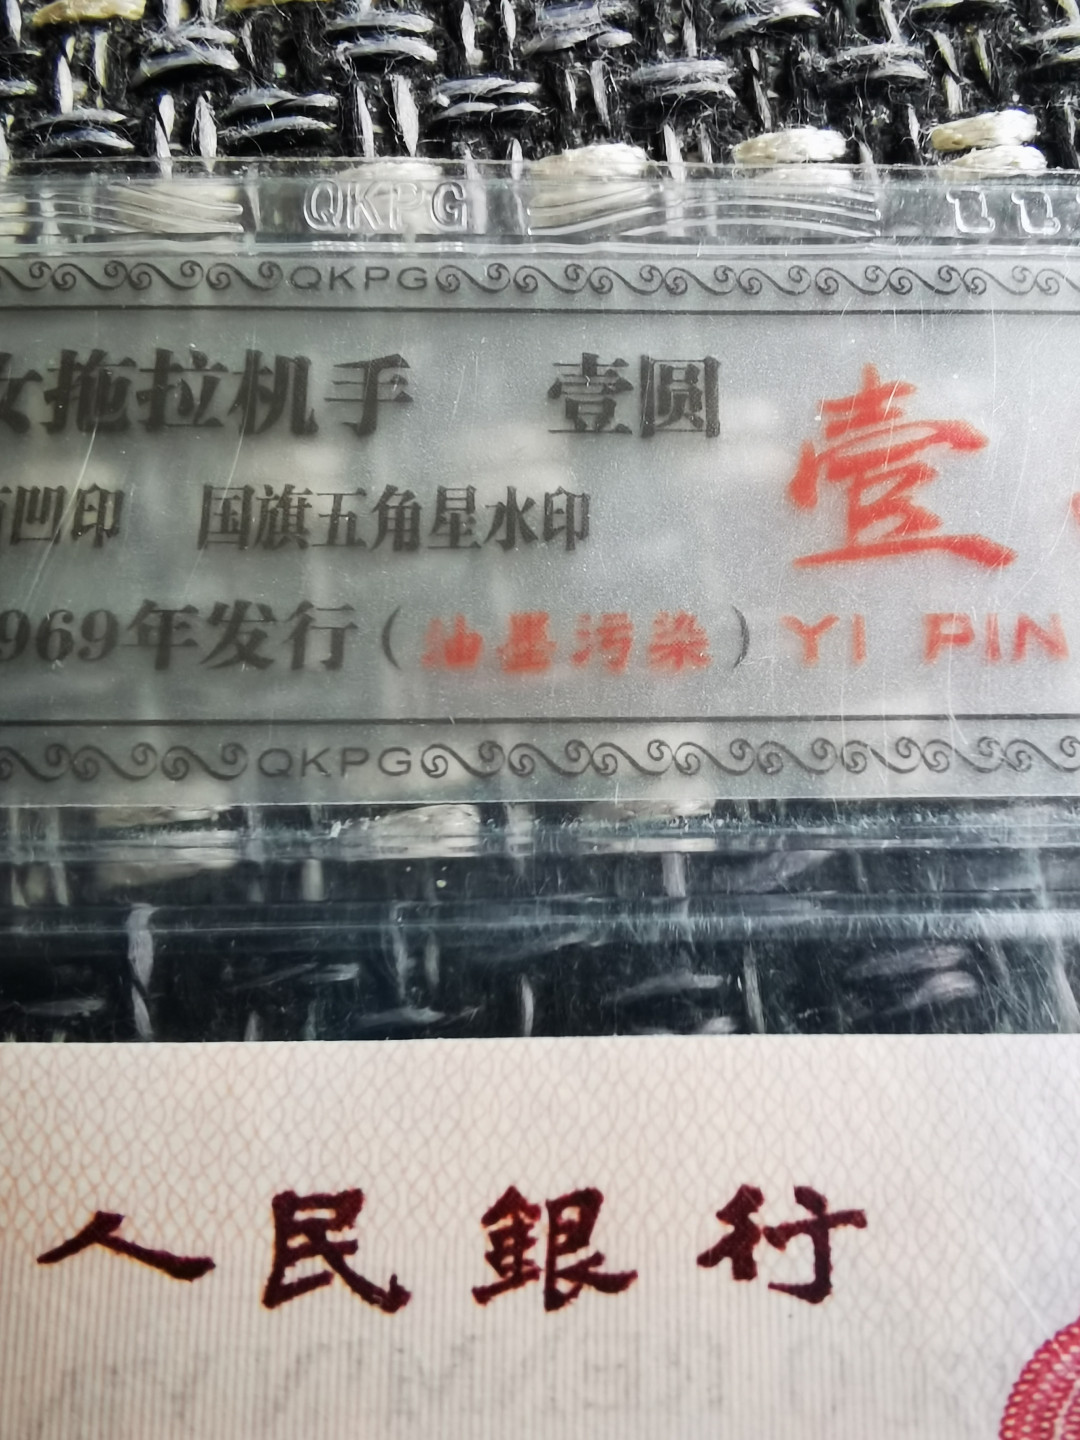 QKPG
QKPG
女拖拉机手 壹圆
凹印 国旗五角星水印
969年发行(油墨污染)
壹
YI PIN
QKPG
人民銀行